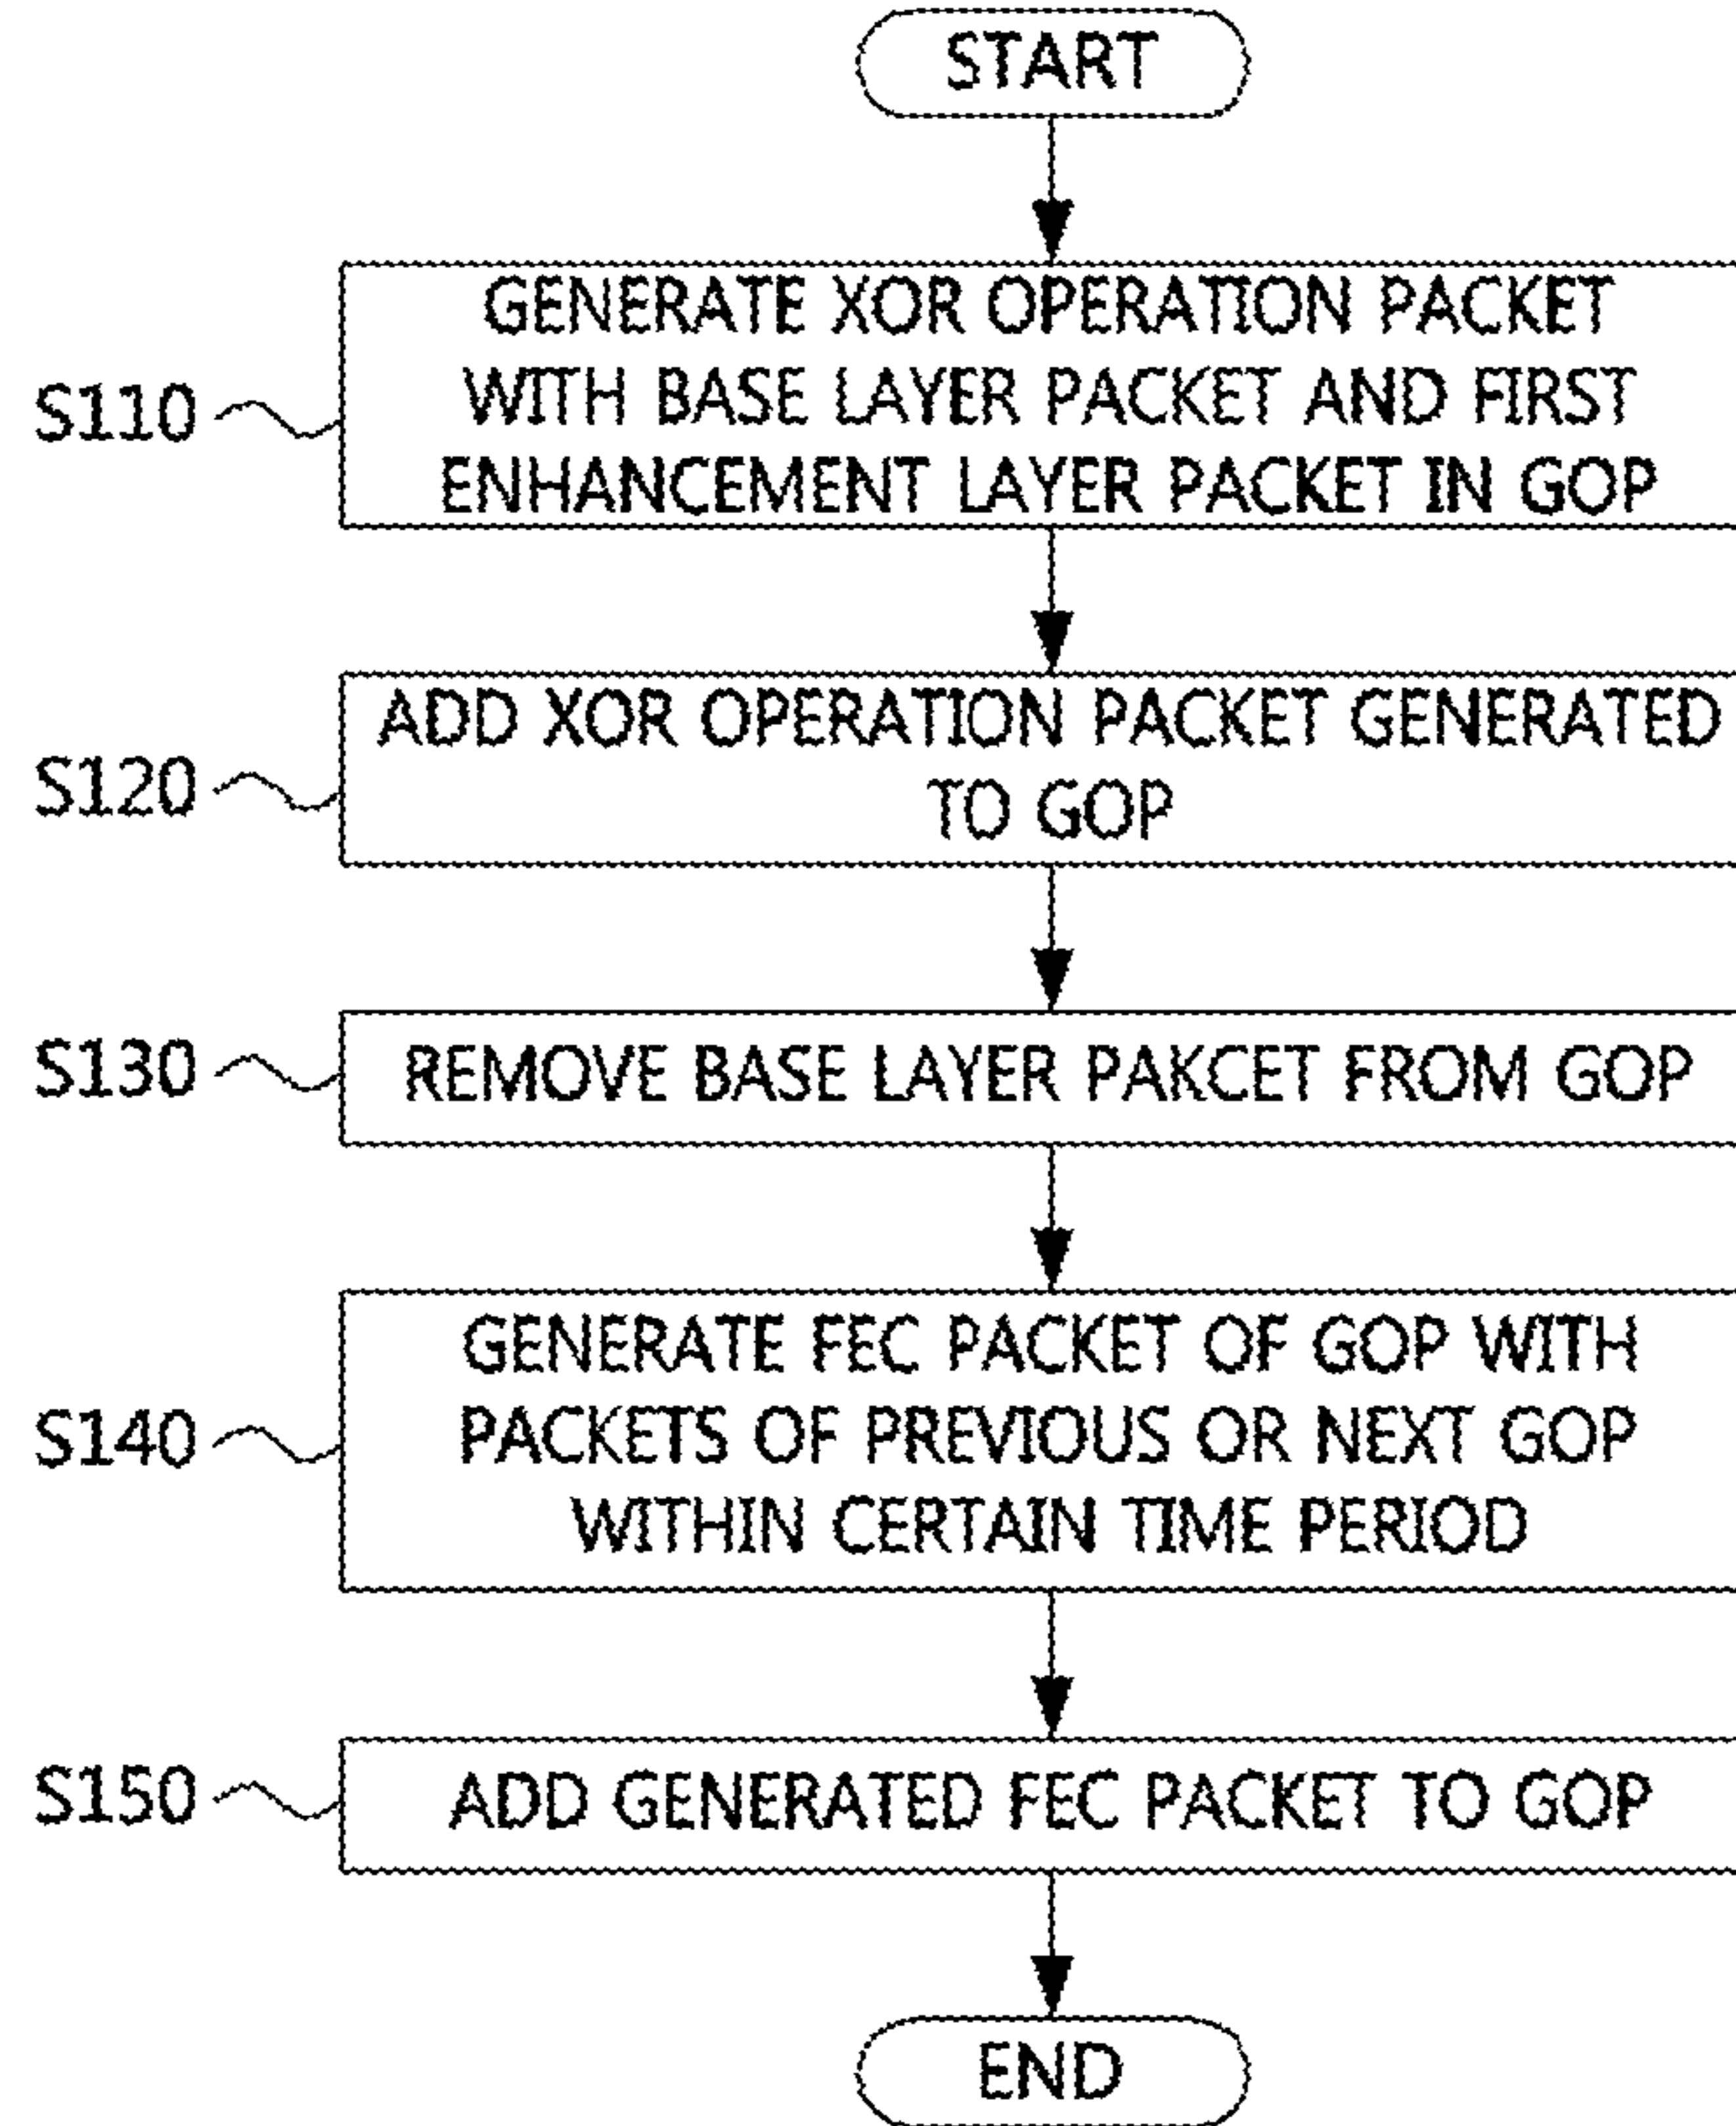 START
GENERATE XOR OPERATION PACKET
WITH BASE LAYER PACKET AND FIRST
ENHANCEMENT LAYER PACKET IN GOP
S110
ADD XOR OPERATION PACKET GENERATED
TO GOP
S120
REMOVE BASE LAYER PAKCET FROM GOP
S130
GENERATE FEC PACKET OF GOP WITH
PACKETS OF PREVIOUS OR NEXT GOP
WITHIN CERTAIN TIME PERIOD
S140
ADD GENERATED FEC PACKET TO GOP
S150
END